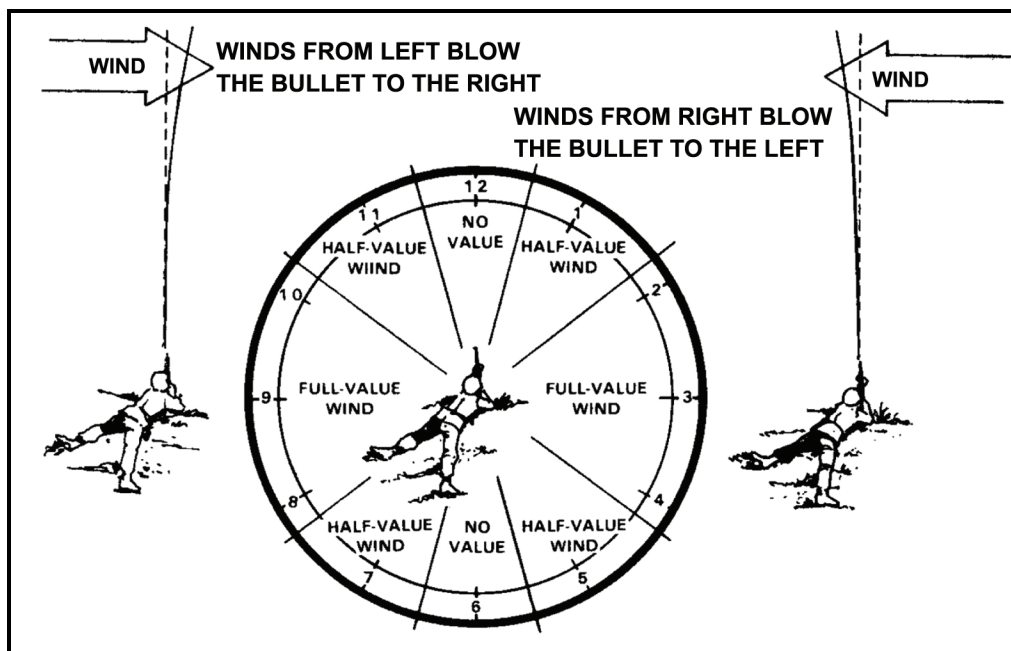 WIND
WINDS FROM LEFT BLOW
THE BULLET TO THE RIGHT
WIND
WINDS FROM RIGHT BLOW
THE BULLET TO THE LEFT
12
11
1
NO
VALUE
HALF-VALUE
WIIND
HALF-VALUE
WIND
10
2
9
FULL-VALUE
WIND
FULL-VALUE
WIND
3
8
4
HALF-VALUE
WIND
NO
VALUE
HALF-VALUE
WIND
7
5
6